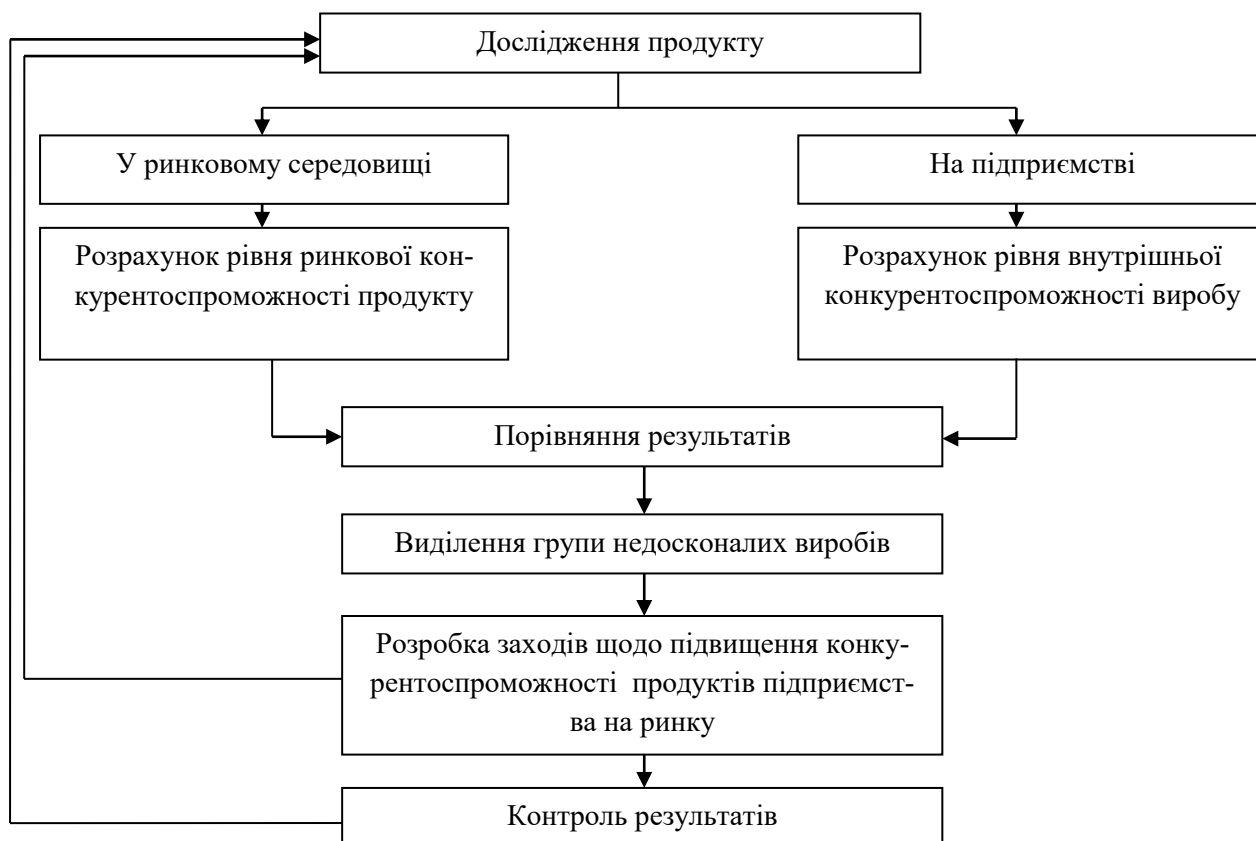 Дослідження продукту
У ринковому середовищі
На підприємстві
Розрахунок рівня ринкової кон-
курентоспроможності продукту
Розрахунок рівня внутрішньої
конкурентоспроможності виробу
Порівняння результатів
Виділення групи недосконалих виробів
Розробка заходів щодо підвищення конку-
рентоспроможності  продуктів підприємст-
ва на ринку
Контроль результатів